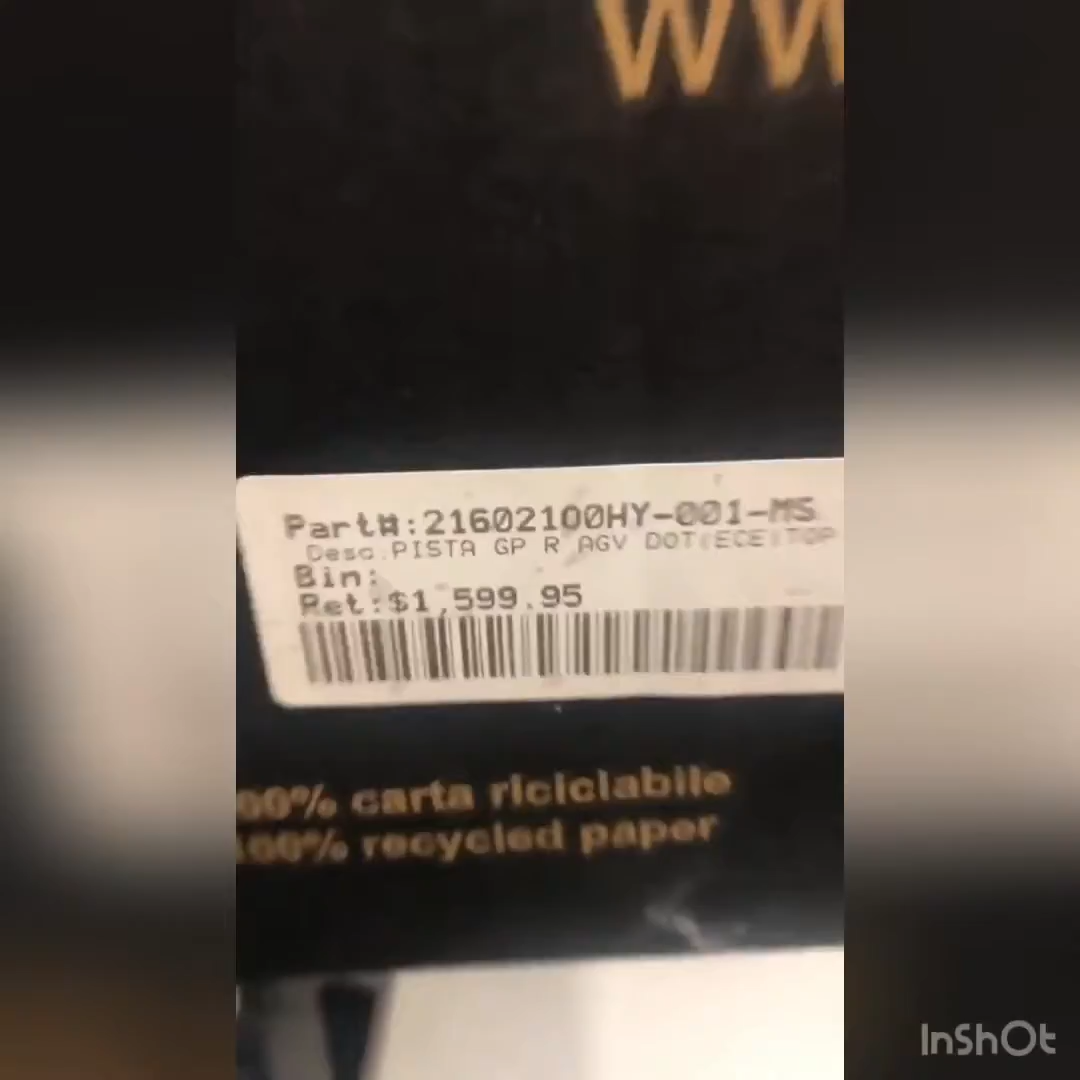 WW
Part#:21602100HY-001-MS
Desc:PISTA GP R AGV DOT(ECE)TOP
Bin:
Ret:$1,599.95
00% carta riciclabile
100% recycled paper
InShOt